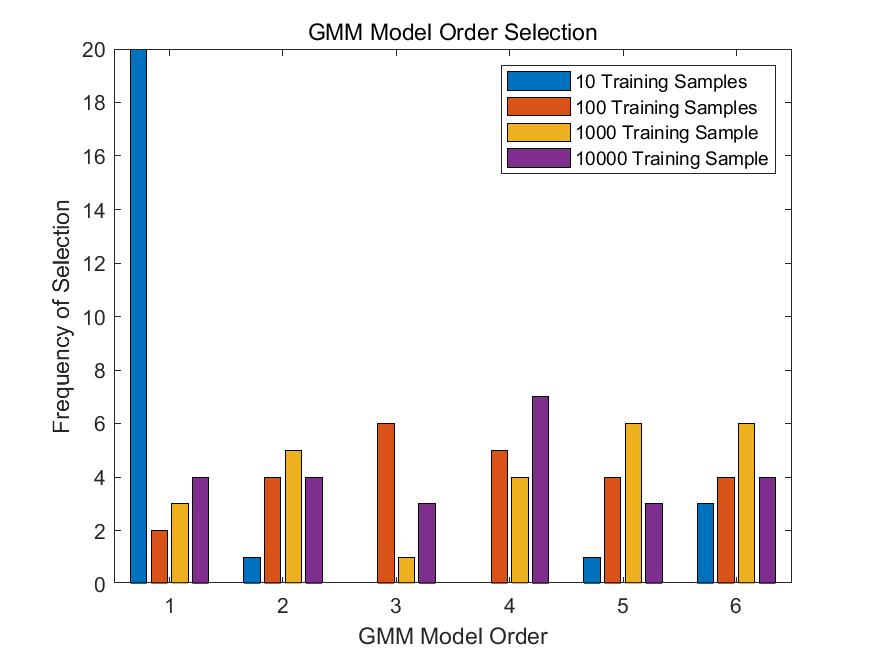 GMM Model Order Selection
10 Training Samples
100 Training Samples
1000 Training Sample
10000 Training Sample
20
18
16
14
12
10
8
6
4
2
0
Frequency of Selection
1 2 3 4 5 6
GMM Model Order